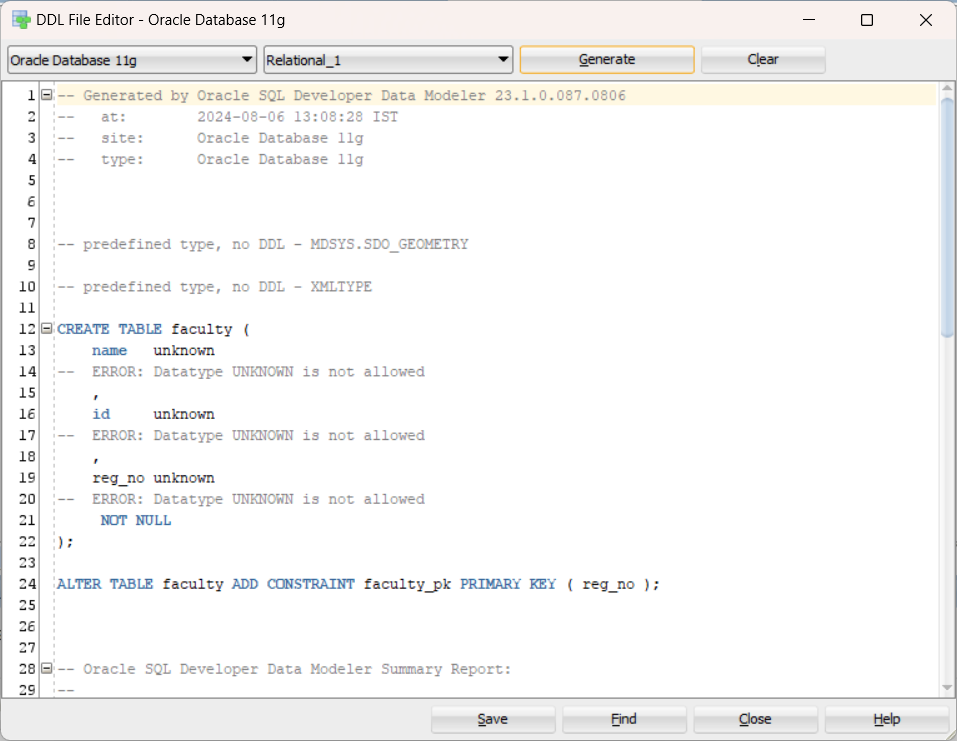 DDL File Editor - Oracle Database 11g
Oracle Database 11g Relational_1 Generate Clear
1 -- Generated by Oracle SQL Developer Data Modeler 23.1.0.087.0806
2 --   at:        2024-08-06 13:08:28 IST
3 --   site:      Oracle Database 11g
4 --   type:      Oracle Database 11g
5
6
7
8 -- predefined type, no DDL - MDSYS.SDO_GEOMETRY
9
10 -- predefined type, no DDL - XMLTYPE
11
12 CREATE TABLE faculty (
13     name   unknown
14 --  ERROR: Datatype UNKNOWN is not allowed
15     ,
16     id     unknown
17 --  ERROR: Datatype UNKNOWN is not allowed
18     ,
19     reg_no unknown
20 --  ERROR: Datatype UNKNOWN is not allowed
21      NOT NULL
22 );
23
24 ALTER TABLE faculty ADD CONSTRAINT faculty_pk PRIMARY KEY ( reg_no );
25
26
27
28 -- Oracle SQL Developer Data Modeler Summary Report:
29 --
Save Find Close Help